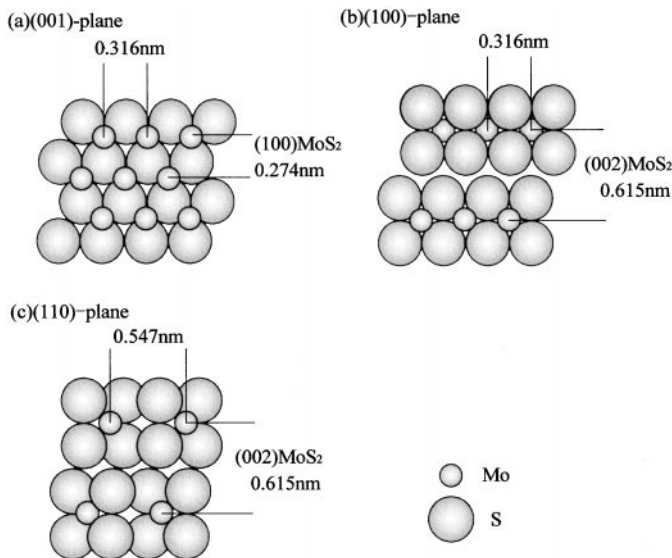 (a)(001)-plane
0.316nm
(100)MoS₂
0.274nm
(b)(100)-plane
0.316nm
(002)MoS₂
0.615nm
(c)(110)-plane
0.547nm
(002)MoS₂
0.615nm
Mo
S